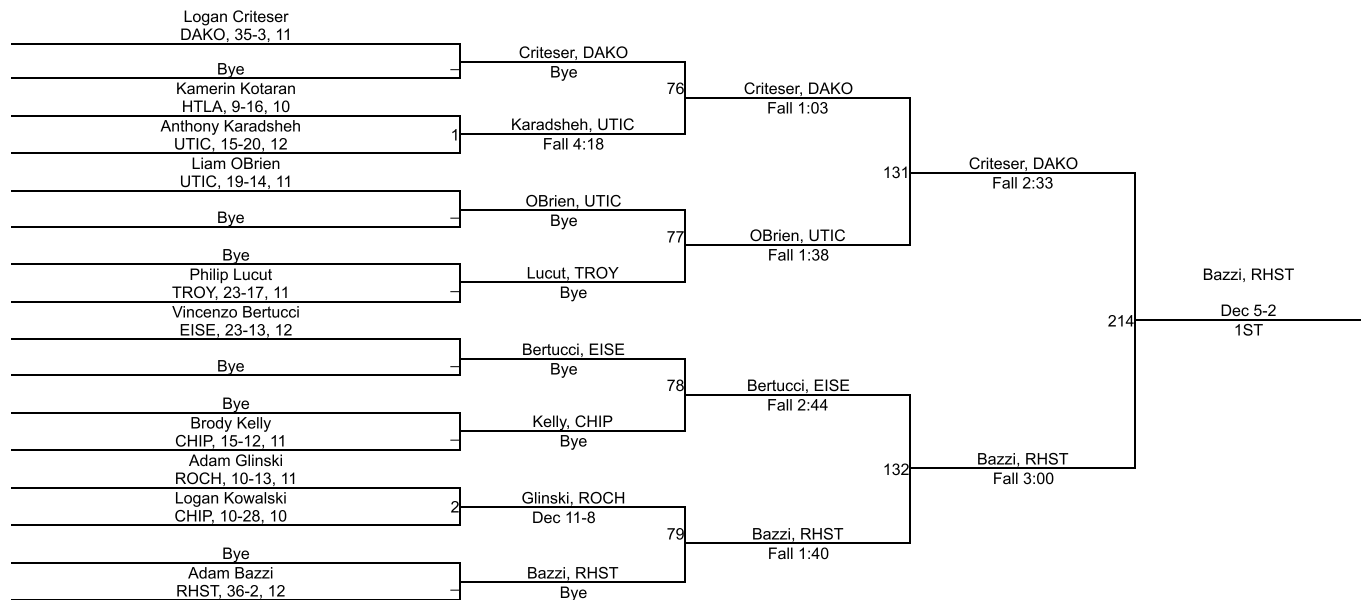 Logan Criteser
DAKO, 35-3, 11
Bye
Kamerin Kotaran
HTLA, 9-16, 10
Anthony Karadsheh
UTIC, 15-20, 12
Liam OBrien
UTIC, 19-14, 11
Bye
Bye
Philip Lucut
TROY, 23-17, 11
Vincenzo Bertucci
EISE, 23-13, 12
Bye
Bye
Brody Kelly
CHIP, 15-12, 11
Adam Glinski
ROCH, 10-13, 11
Logan Kowalski
CHIP, 10-28, 10
Bye
Adam Bazzi
RHST, 36-2, 12
1
2
Criteser, DAKO
Bye
Karadsheh, UTIC
Fall 4:18
OBrien, UTIC
Bye
Lucut, TROY
Bye
Bertucci, EISE
Bye
Kelly, CHIP
Bye
Glinski, ROCH
Dec 11-8
Bazzi, RHST
Bye
76
77
78
79
Criteser, DAKO
Fall 1:03
OBrien, UTIC
Fall 1:38
Bertucci, EISE
Fall 2:44
Bazzi, RHST
Fall 1:40
131
132
Criteser, DAKO
Fall 2:33
Bazzi, RHST
Fall 3:00
214
Bazzi, RHST
Dec 5-2
1ST